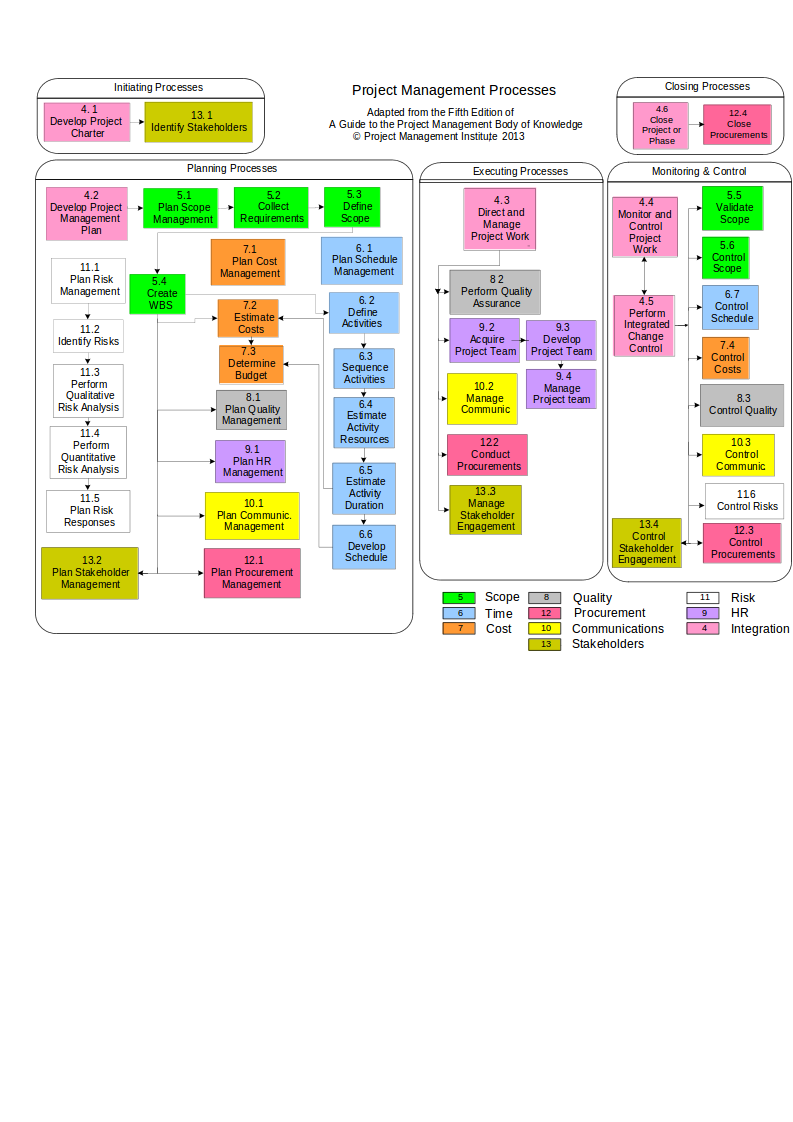 Initiating Processes
4. 1
Develop Project
Charter
13. 1
Identify Stakeholders
Project Management Processes
Adapted from the Fifth Edition of
A Guide to the Project Management Body of Knowledge
© Project Management Institute 2013
Closing Processes
4.6
Close
Project or
Phase
12.4
Close
Procurements
Planning Processes
4.2
Develop Project
Management
Plan
5.1
Plan Scope
Management
5.2
Collect
Requirements
5.3
Define
Scope
7.1
Plan Cost
Management
6. 1
Plan Schedule
Management
11.1
Plan Risk
Management
5.4
Create
WBS
7.2
Estimate
Costs
6. 2
Define
Activities
11.2
Identify Risks
7.3
Determine
Budget
6.3
Sequence
Activities
11.3
Perform
Qualitative
Risk Analysis
8.1
Plan Quality
Management
6.4
Estimate
Activity
Resources
11.4
Perform
Quantitative
Risk Analysis
9.1
Plan HR
Management
6.5
Estimate
Activity
Duration
11.5
Plan Risk
Responses
10.1
Plan Communic.
Management
6.6
Develop
Schedule
13.2
Plan Stakeholder
Management
12.1
Plan Procurement
Management
Executing Processes
4. 3
Direct and
Manage
Project Work
8 2
Perform Quality
Assurance
9.2
Acquire
Project Team
9.3
Develop
Project Team
9. 4
Manage
Project team
10.2
Manage
Communic
12.2
Conduct
Procurements
13.3
Manage
Stakeholder
Engagement
Monitoring & Control
4.4
Monitor and
Control
Project
Work
5.5
Validate
Scope
5.6
Control
Scope
4.5
Perform
Integrated
Change
Control
6.7
Control
Schedule
7.4
Control
Costs
8.3
Control Quality
10.3
Control
Communic
11.6
Control Risks
13.4
Control
Stakeholder
Engagement
12.3
Control
Procurements
5 Scope 8 Quality 11 Risk
6 Time 12 Procurement 9 HR
7 Cost 10 Communications 4 Integration
13 Stakeholders